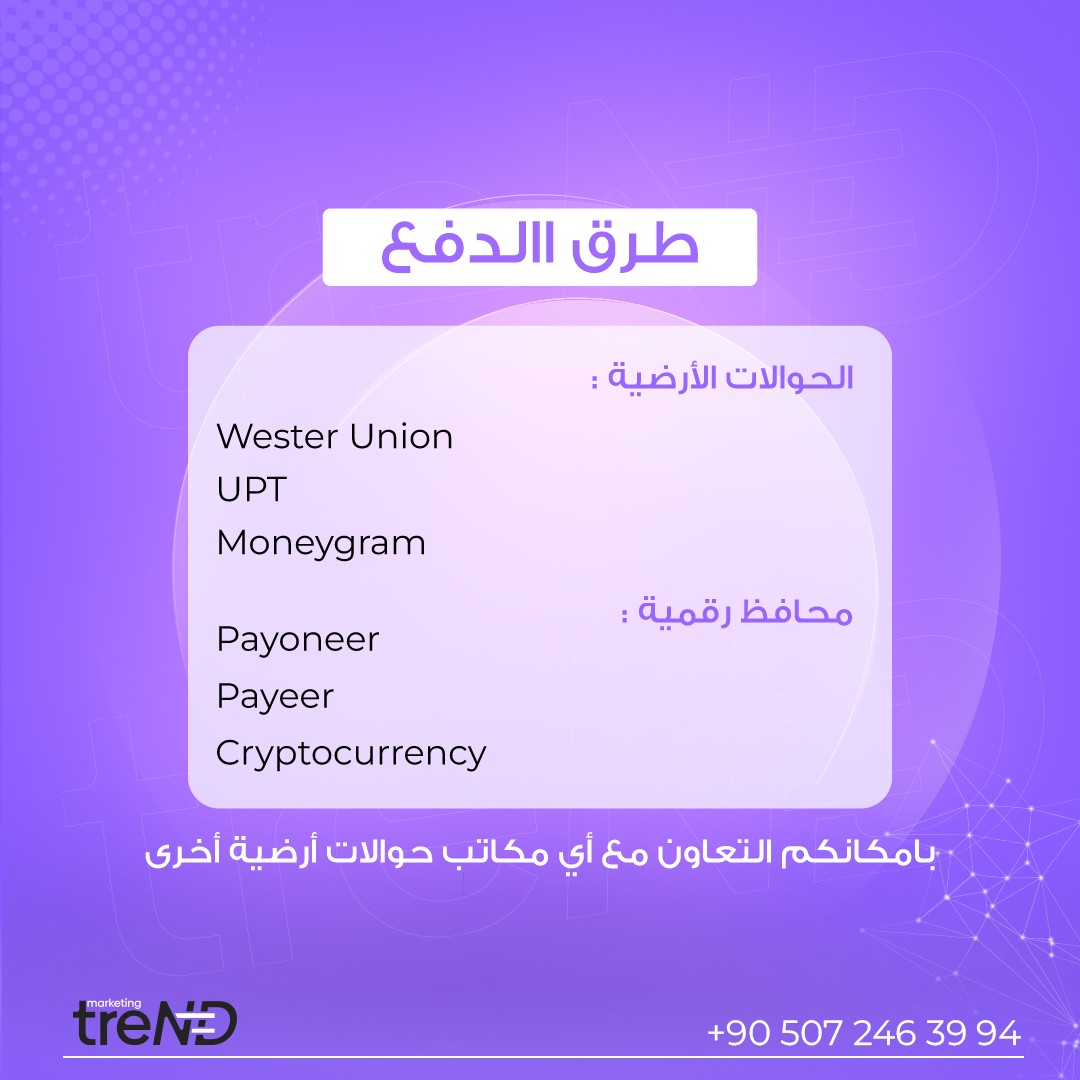 طرق االدفع
الحوالات الأرضية :
Wester Union
UPT
Moneygram
محافظ رقمية :
Payoneer
Payeer
Cryptocurrency
بامكانكم التعاون مع أي مكاتب حوالات أرضية أخرى
marketing
treND
+90 507 246 39 94